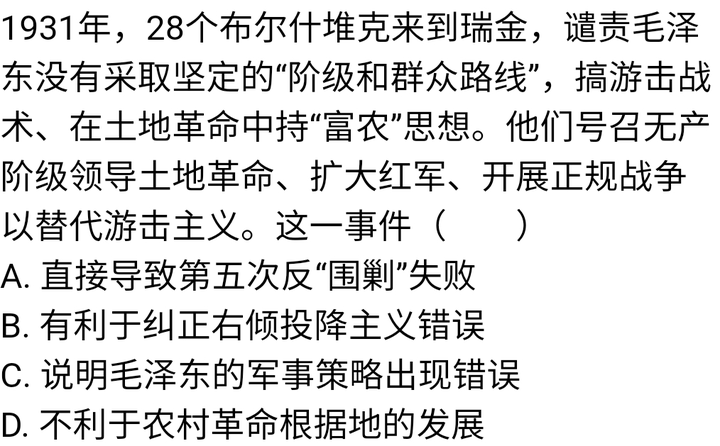 1931年，28个布尔什堆克来到瑞金，谴责毛泽
东没有采取坚定的“阶级和群众路线”，搞游击战
术、在土地革命中持“富农”思想。他们号召无产
阶级领导土地革命、扩大红军、开展正规战争
以替代游击主义。这一事件（　　）
A. 直接导致第五次反“围剿”失败
B. 有利于纠正右倾投降主义错误
C. 说明毛泽东的军事策略出现错误
D. 不利于农村革命根据地的发展